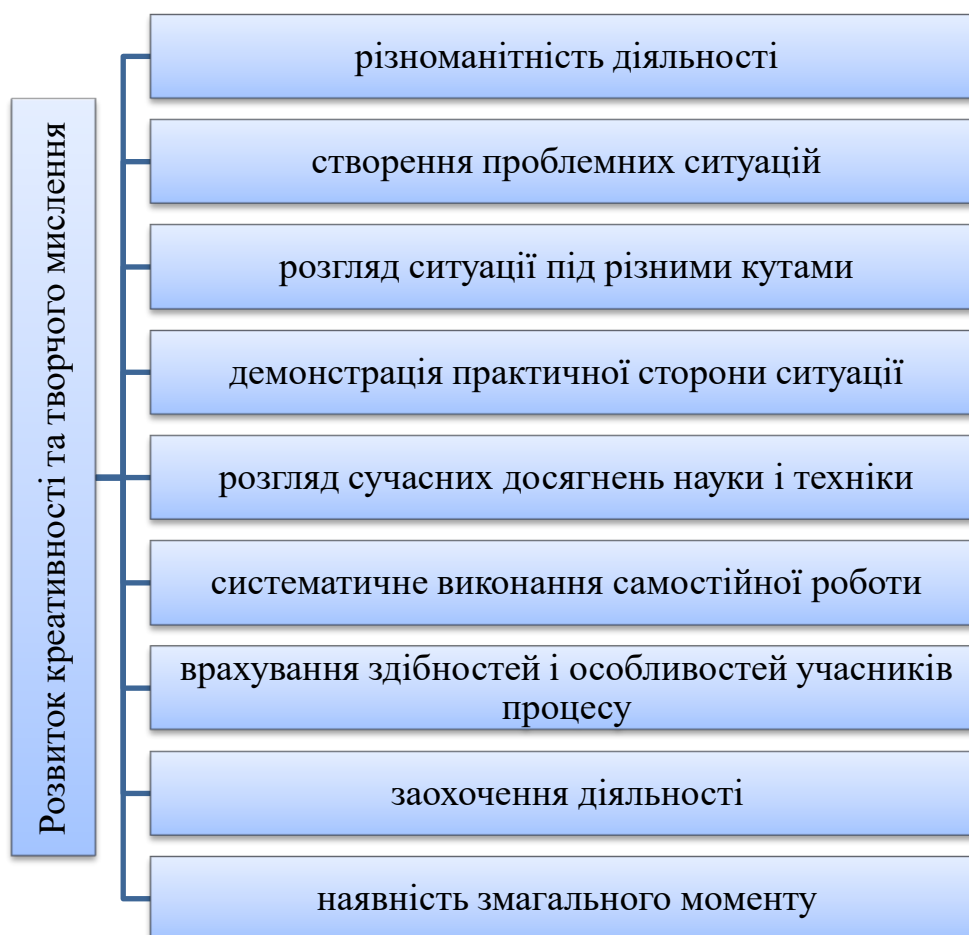 Розвиток креативності та творчого мислення
різноманітність діяльності
створення проблемних ситуацій
розгляд ситуації під різними кутами
демонстрація практичної сторони ситуації
розгляд сучасних досягнень науки і техніки
систематичне виконання самостійної роботи
врахування здібностей і особливостей учасників
процесу
заохочення діяльності
наявність змагального моменту